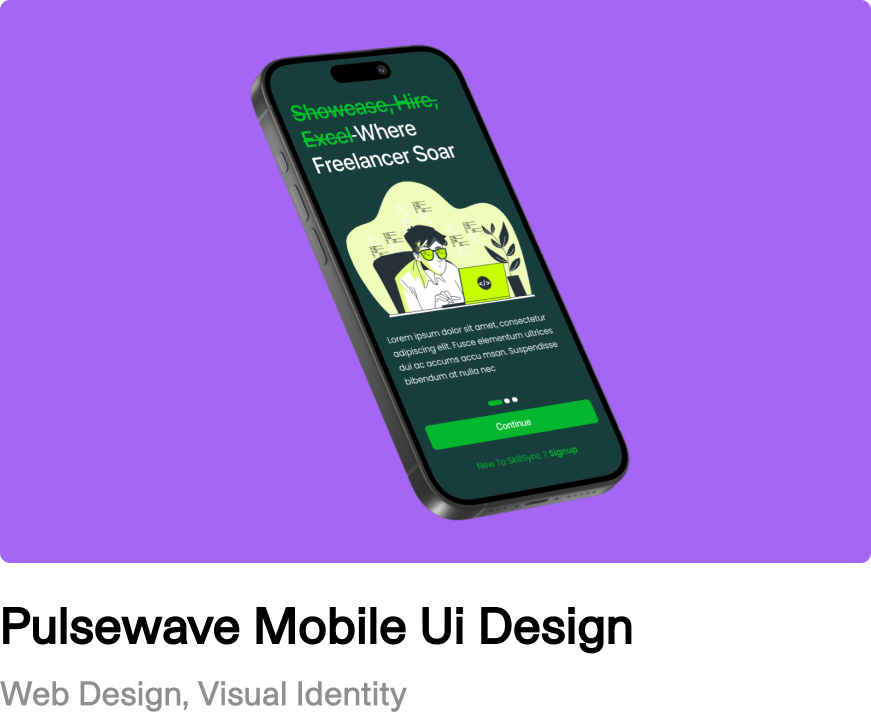 Showcase, Hire,
Excel-Where
Freelancer Soar
</>
Lorem ipsum dolor sit amet, consectetur
adipiscing elit. Fusce elementum ultrices
dui ac accums accu msan. Suspendisse
bibendum at nulla nec
Continue
New To SkillSync ? Signup
Pulsewave Mobile Ui Design
Web Design, Visual Identity